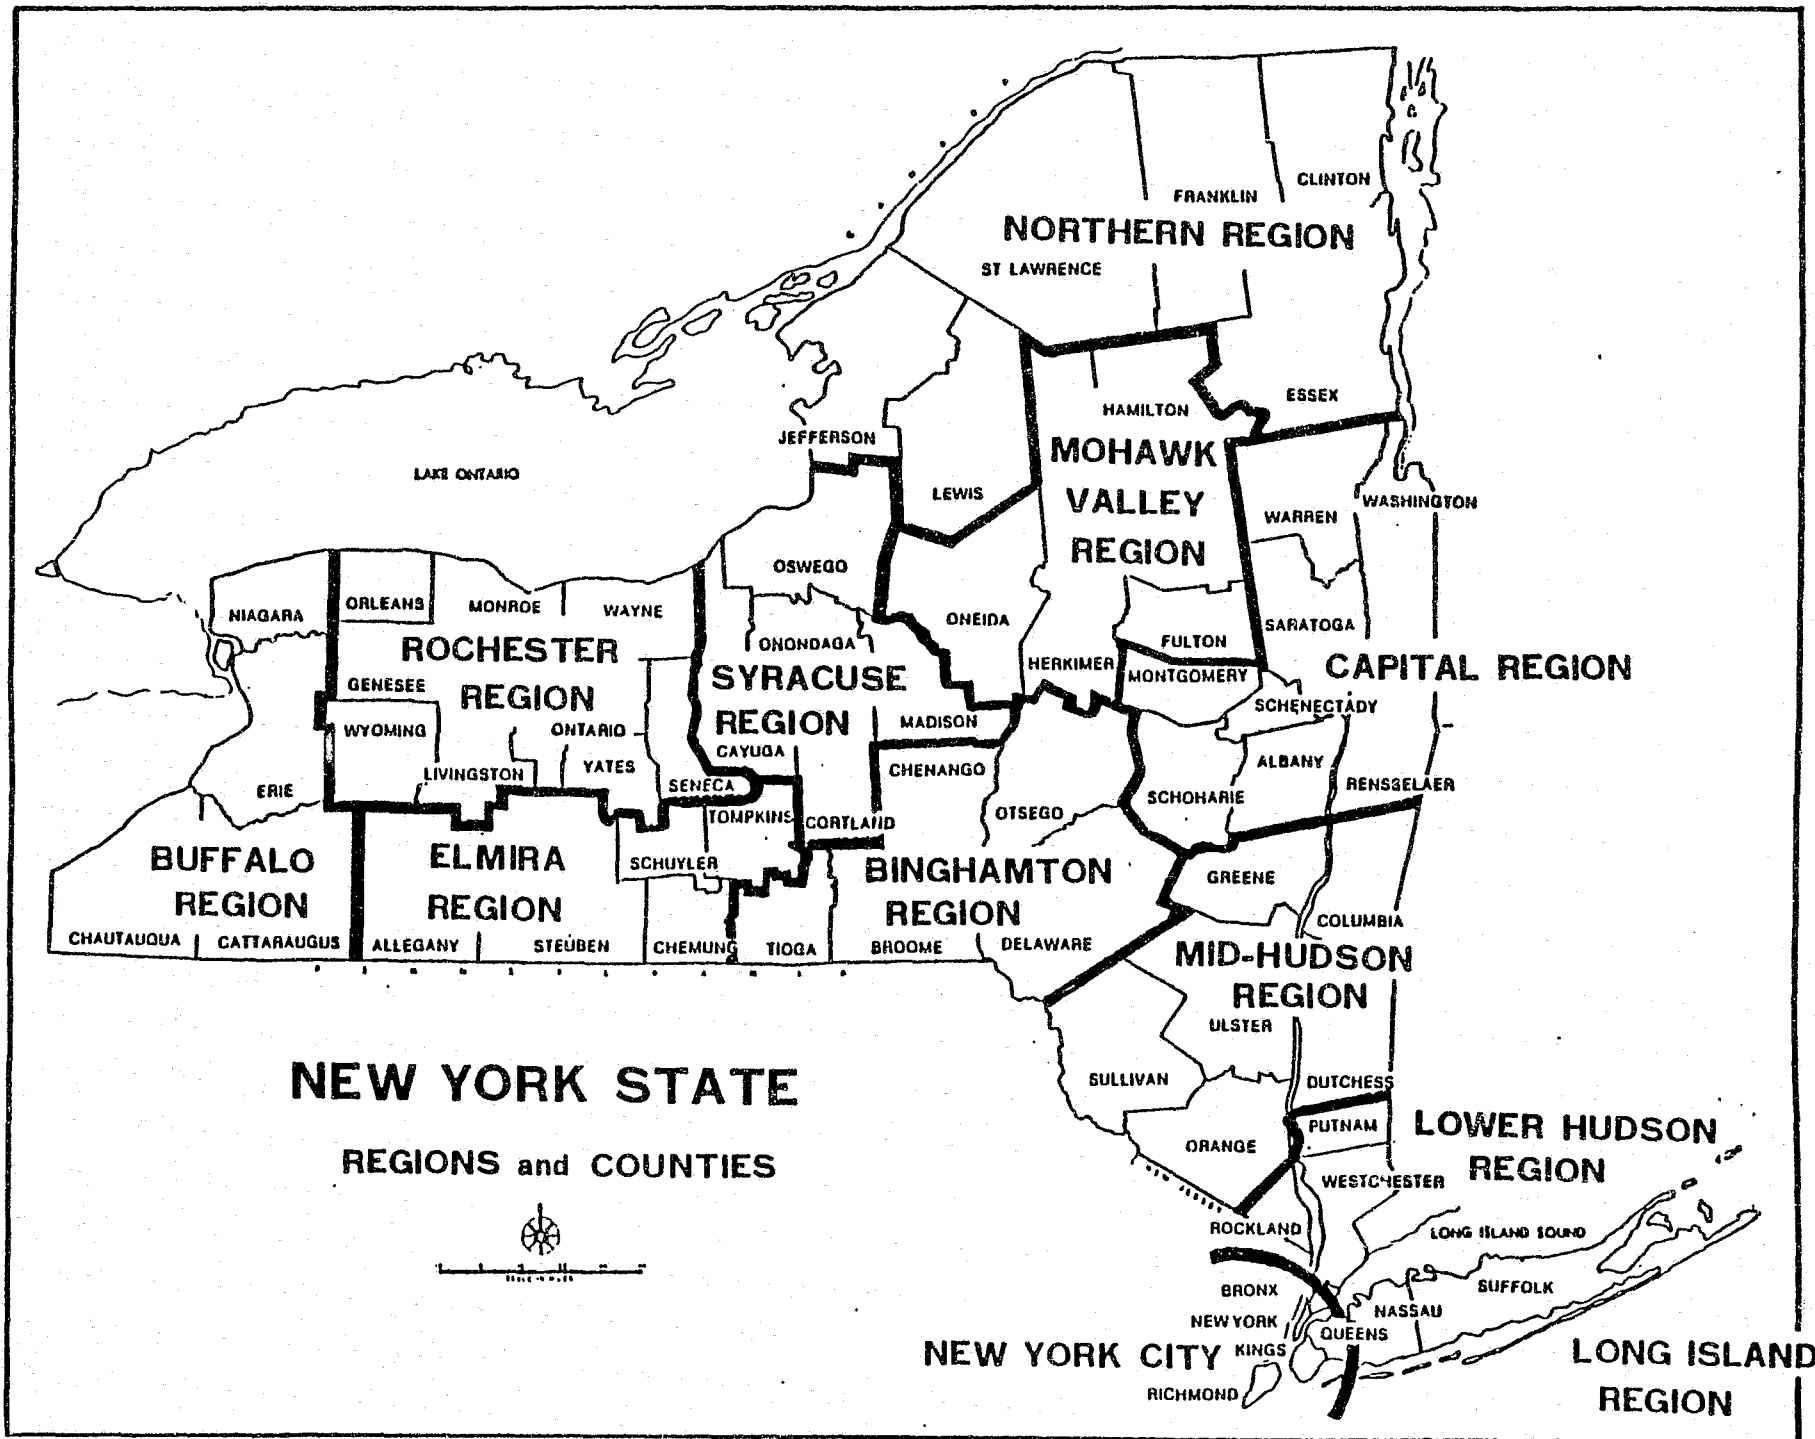 CLINTON
FRANKLIN
NORTHERN REGION
ST LAWRENCE
ESSEX
HAMILTON
JEFFERSON
MOHAWK
VALLEY
REGION
LAKE ONTARIO
LEWIS
WASHINGTON
WARREN
OSWEGO
NIAGARA
ORLEANS
MONROE
WAYNE
ONEIDA
SARATOGA
ONONDAGA
FULTON
ROCHESTER
REGION
HERKIMER
CAPITAL REGION
SYRACUSE
REGION
MONTGOMERY
GENESEE
SCHENECTADY
WYOMING
ONTARIO
MADISON
CAYUGA
ALBANY
LIVINGSTON
YATES
CHENANGO
SENECA
RENSSELAER
ERIE
SCHOHARIE
TOMPKINS
CORTLAND
OTSEGO
BUFFALO
REGION
ELMIRA
REGION
SCHUYLER
BINGHAMTON
REGION
GREENE
COLUMBIA
CHAUTAUQUA
CATTARAUGUS
ALLEGANY
STEUBEN
CHEMUNG
TIOGA
BROOME
DELAWARE
MID-HUDSON
REGION
ULSTER
NEW YORK STATE
SULLIVAN
DUTCHESS
PUTNAM
LOWER HUDSON
REGION
ORANGE
REGIONS and COUNTIES
WESTCHESTER
ROCKLAND
LONG ISLAND SOUND
BRONX
SUFFOLK
NASSAU
NEW YORK
QUEENS
NEW YORK CITY
KINGS
LONG ISLAND
REGION
RICHMOND